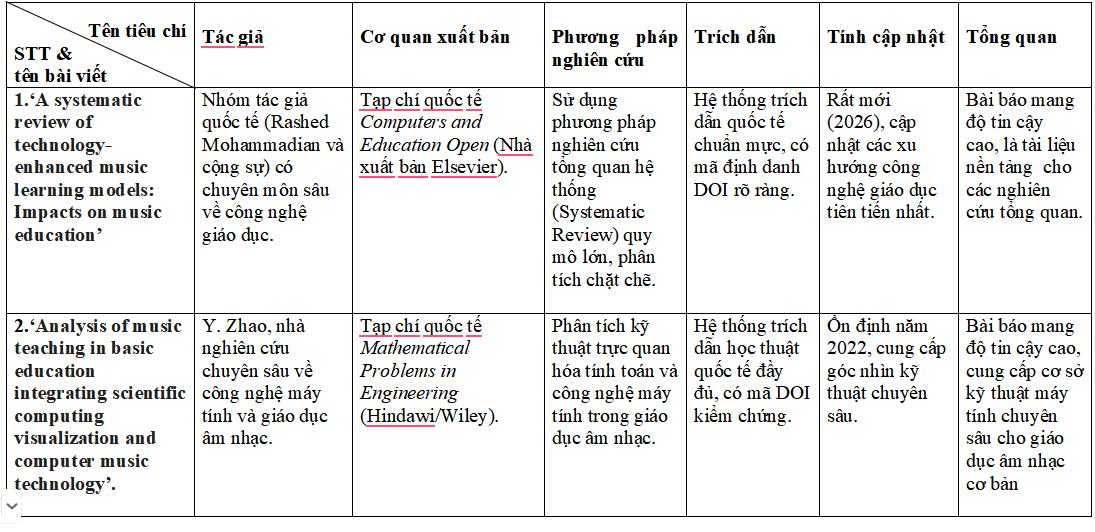 Tên tiêu chí
STT &
tên bài viết
Tác giả
Cơ quan xuất bản
Phương pháp
nghiên cứu
Trích dẫn
Tính cập nhật
Tổng quan
1.‘A systematic
review of
technology-
enhanced music
learning models:
Impacts on music
education’
Nhóm tác giả
quốc tế (Rashed
Mohammadian và
cộng sự) có
chuyên môn sâu
về công nghệ
giáo dục.
Tạp chí quốc tế
Computers and
Education Open (Nhà
xuất bản Elsevier).
Sử dụng
phương pháp
nghiên cứu
tổng quan hệ
thống
(Systematic
Review) quy
mô lớn, phân
tích chặt chẽ.
Hệ thống trích
dẫn quốc tế
chuẩn mực, có
mã định danh
DOI rõ ràng.
Rất mới
(2026), cập
nhật các xu
hướng công
nghệ giáo dục
tiên tiến nhất.
Bài báo mang
độ tin cậy
cao, là tài liệu
nền tảng cho
các nghiên
cứu tổng quan.
2.‘Analysis of music
teaching in basic
education
integrating scientific
computing
visualization and
computer music
technology’.
Y. Zhao, nhà
nghiên cứu
chuyên sâu về
công nghệ máy
tính và giáo dục
âm nhạc.
Tạp chí quốc tế
Mathematical
Problems in
Engineering
(Hindawi/Wiley).
Phân tích kỹ
thuật trực quan
hóa tính toán và
công nghệ máy
tính trong giáo
dục âm nhạc.
Hệ thống trích
dẫn học thuật
quốc tế đầy
đủ, có mã DOI
kiểm chứng.
Ổn định năm
2022, cung cấp
góc nhìn kỹ
thuật chuyên
sâu.
Bài báo mang
độ tin cậy cao,
cung cấp cơ sở
kỹ thuật máy
tính chuyên
sâu cho giáo
dục âm nhạc
cơ bản